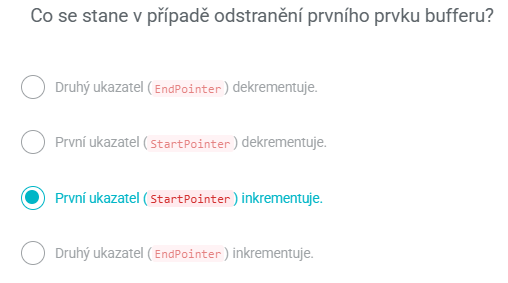 Co se stane v případě odstranění prvního prvku bufferu?
Druhý ukazatel (EndPointer) dekrementuje.
První ukazatel (StartPointer) dekrementuje.
První ukazatel (StartPointer) inkrementuje.
Druhý ukazatel (EndPointer) inkrementuje.